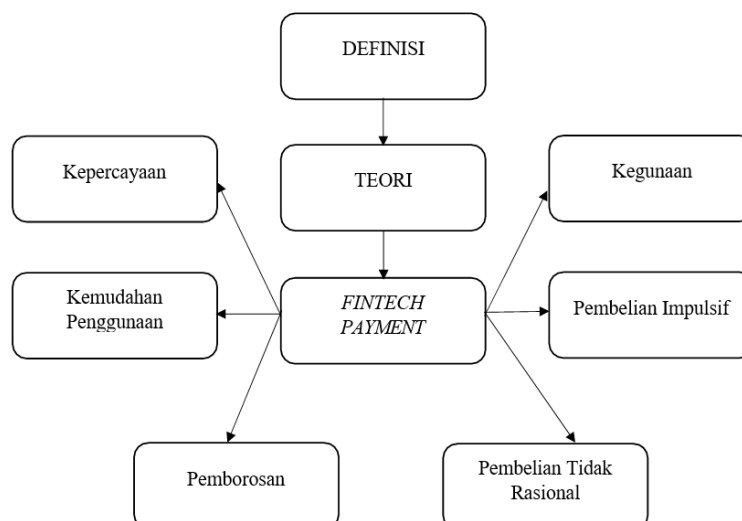 DEFINISI
Kepercayaan
TEORI
Kegunaan
Kemudahan
Penggunaan
FINTECH
PAYMENT
Pembelian Impulsif
Pemborosan
Pembelian Tidak
Rasional